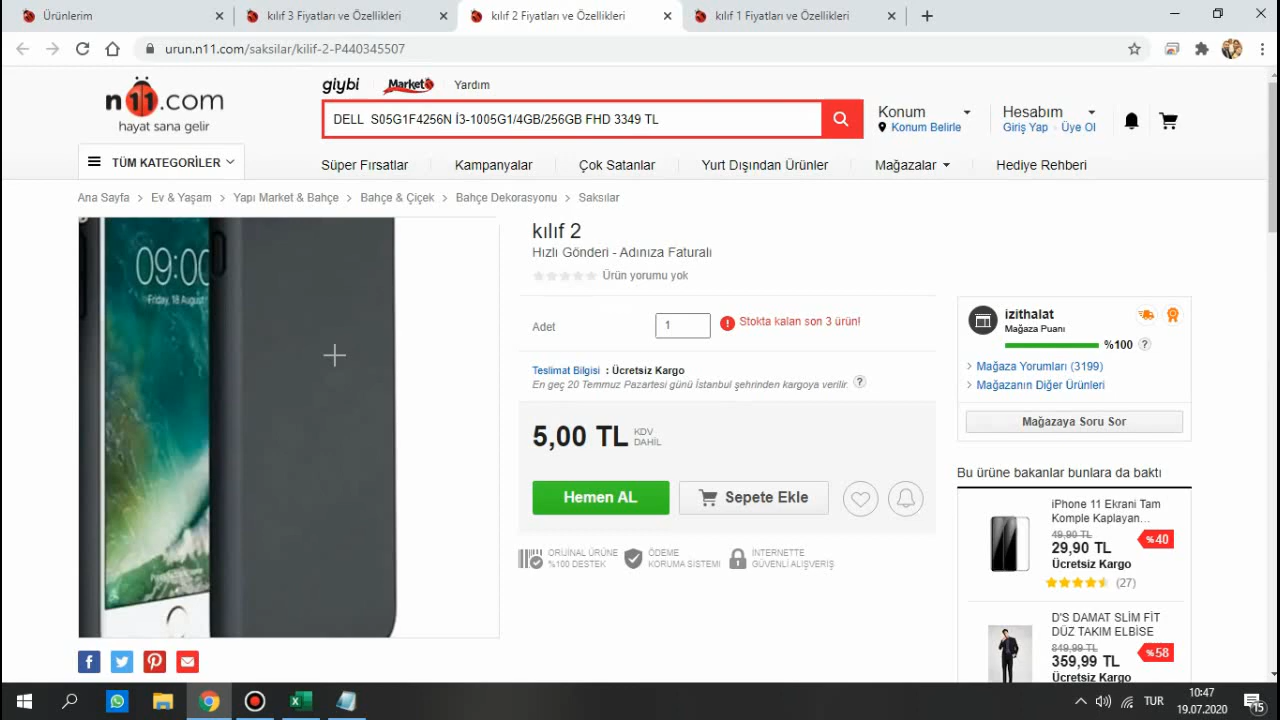 Ürünlerim
kılıf 3 Fiyatları ve Özellikleri
kılıf 2 Fiyatları ve Özellikleri
kılıf 1 Fiyatları ve Özellikleri
urun.n11.com/saksilar/kilif-2-P440345507
n11.com
hayat sana gelir
giybi
Market
Yardım
DELL S05G1F4256N İ3-1005G1/4GB/256GB FHD 3349 TL
Konum
Konum Belirle
Hesabım
Giriş Yap
Üye Ol
TÜM KATEGORİLER
Süper Fırsatlar
Kampanyalar
Çok Satanlar
Yurt Dışından Ürünler
Mağazalar
Hediye Rehberi
Ana Sayfa > Ev & Yaşam > Yapı Market & Bahçe > Bahçe & Çiçek > Bahçe Dekorasyonu > Saksılar
09:00
Friday, 18 August
kılıf 2
Hızlı Gönderi - Adınıza Faturalı
Ürün yorumu yok
Adet
1
Stokta kalan son 3 ürün!
Teslimat Bilgisi : Ücretsiz Kargo
En geç 20 Temmuz Pazartesi günü İstanbul şehrinden kargoya verilir.
5,00 TL KDV DAHİL
Hemen AL
Sepete Ekle
ORIJINAL ÜRÜNE
%100 DESTEK
ÖDEME
KORUMA SISTEMI
INTERNETTE
GÜVENLI ALIŞVERIŞ
izithalat
Mağaza Puanı
%100
Mağaza Yorumları (3199)
Mağazanın Diğer Ürünleri
Mağazaya Soru Sor
Bu ürüne bakanlar bunlara da baktı
iPhone 11 Ekrani Tam
Komple Kaplayan...
49,90 TL
29,90 TL
%40
Ücretsiz Kargo
(27)
D'S DAMAT SLİM FİT
DÜZ TAKIM ELBİSE
849,99 TL
359,99 TL
%58
Ücretsiz Kargo
TUR
10:47
19.07.2020
15